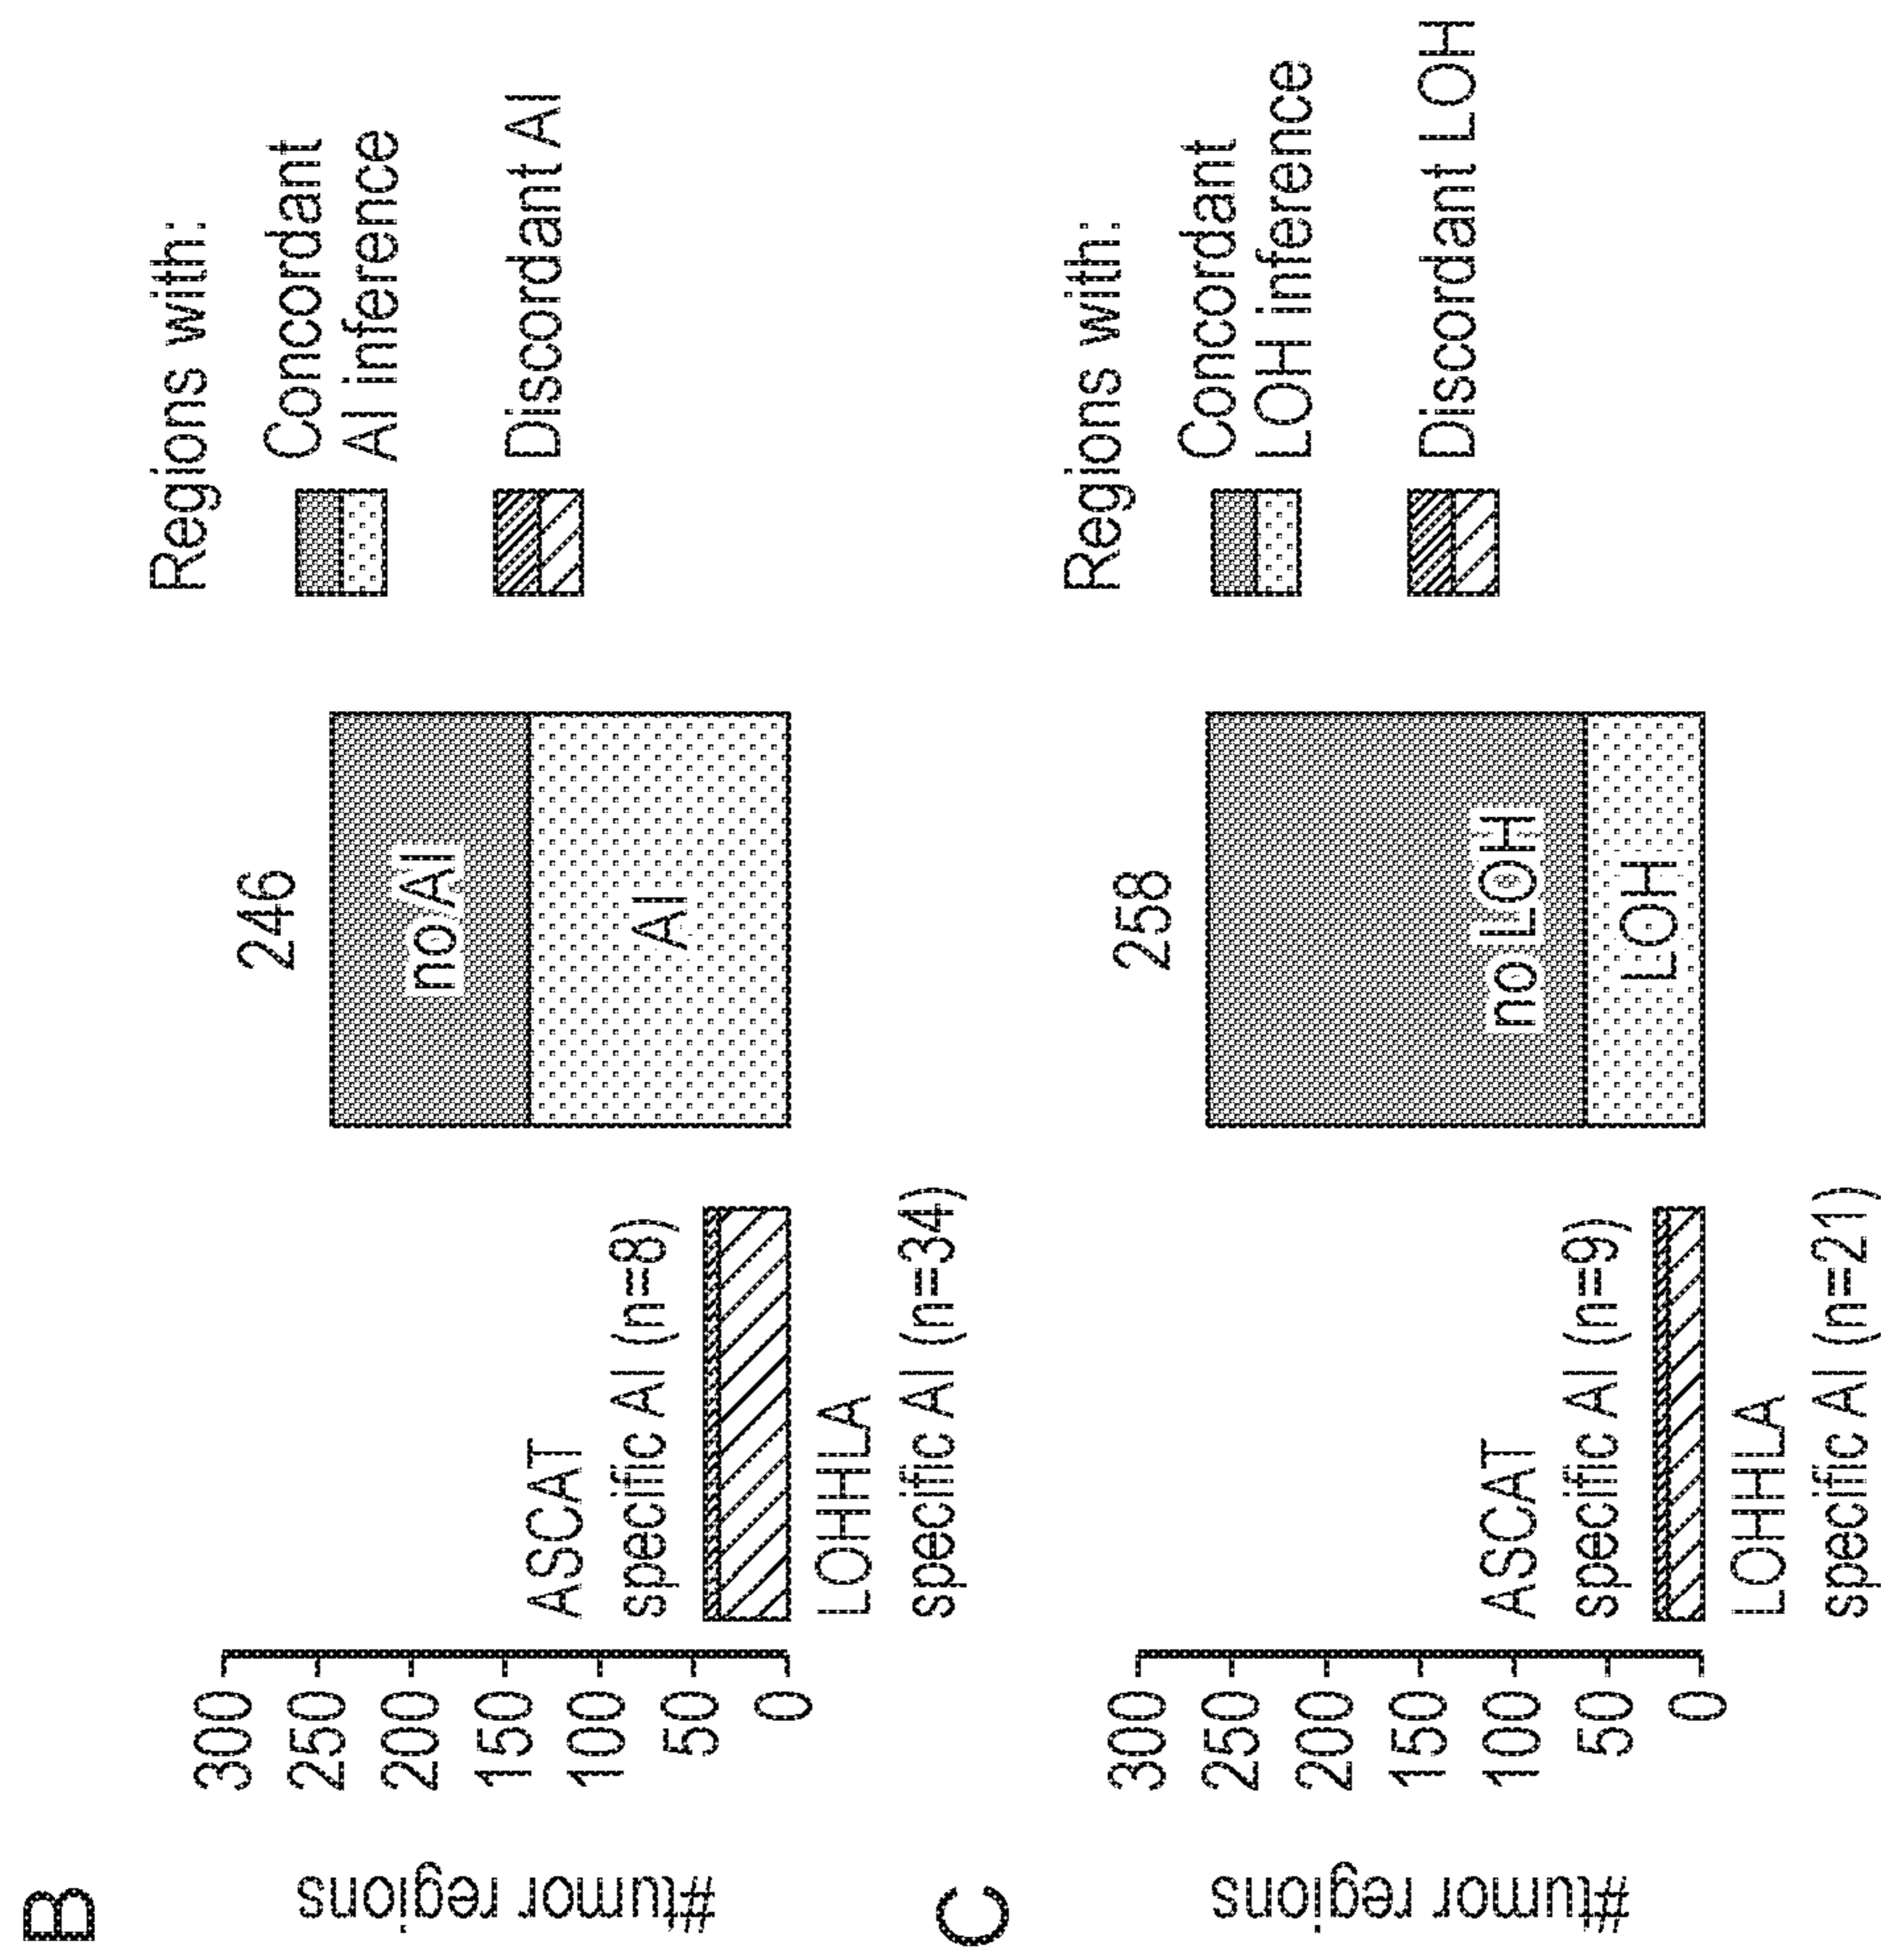 B
#tumor regions
300
250
200
150
100
50
0
ASCAT
specific AI (n=8)
LOHHLA
specific AI (n=34)
246
no AI
AI
Regions with:
Concordant
AI inference
Discordant AI
C
#tumor regions
300
250
200
150
100
50
0
ASCAT
specific AI (n=9)
LOHHLA
specific AI (n=21)
258
no LOH
LOH
Regions with:
Concordant
LOH inference
Discordant LOH